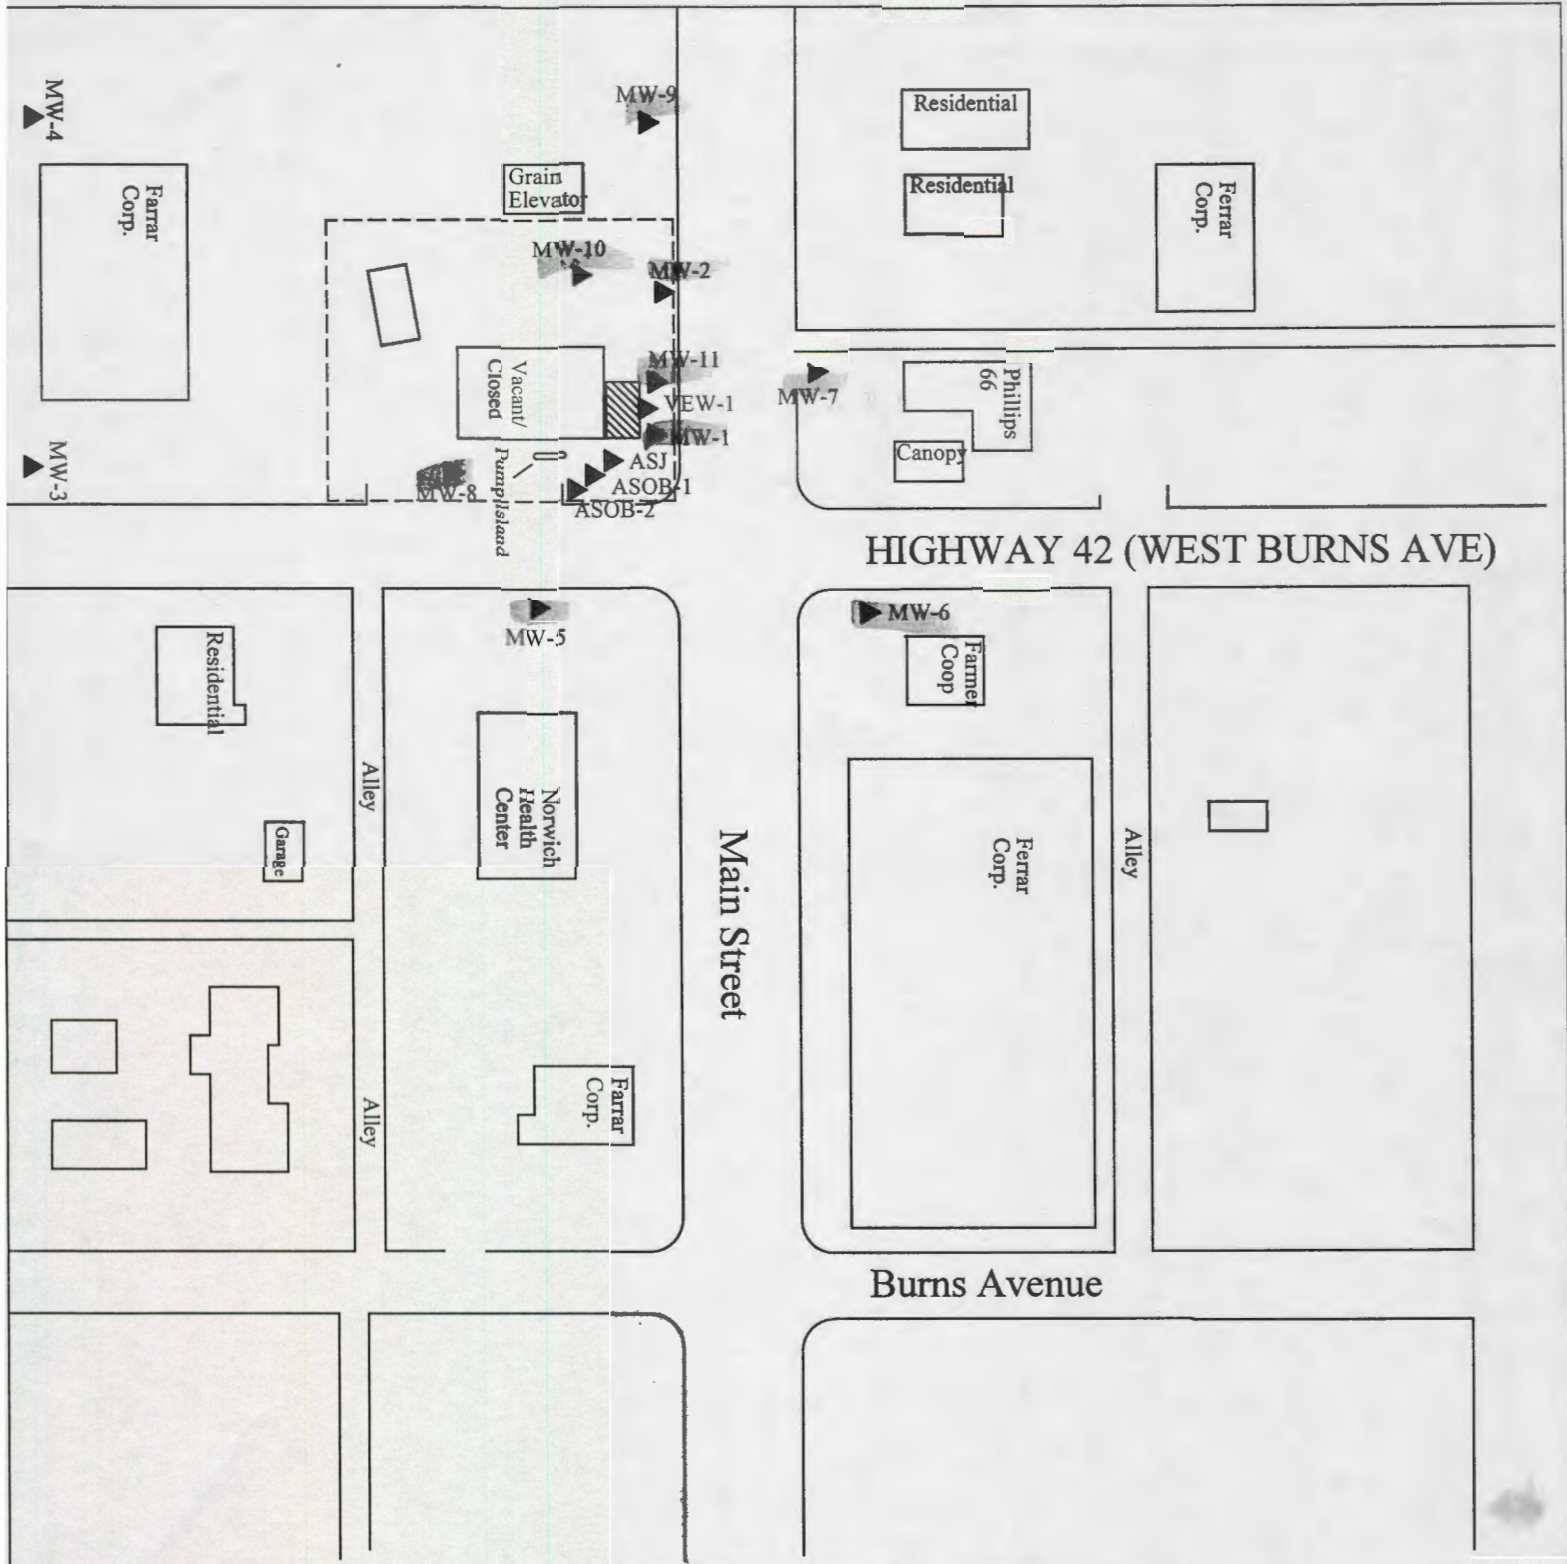 MW-4
MW-9
Residential
Grain
Elevator
Residential
Farrar
Corp.
Ferrar
Corp.
MW-10
MW-2
MW-11
Vacant/
Closed
VEW-1
MW-7
Phillips
66
MW-1
Canopy
MW-3
Pump Island
ASJ
MW-8
ASOB-1
ASOB-2
HIGHWAY 42 (WEST BURNS AVE)
MW-5
MW-6
Residential
Farmer
Coop
Alley
Norwich
Health
Center
Garage
Main Street
Ferrar
Corp.
Alley
Alley
Farrar
Corp.
Burns Avenue